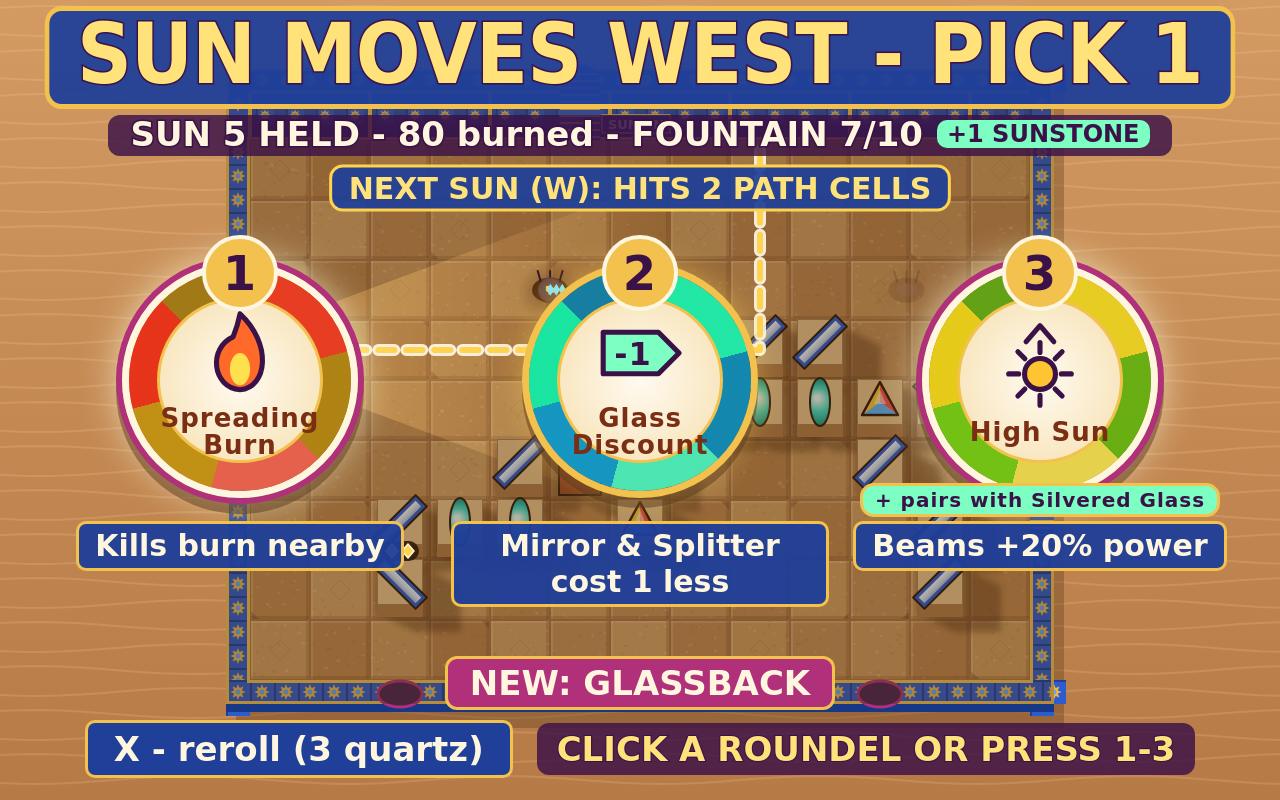 SUN MOVES WEST - PICK 1
SUN 5 HELD - 80 burned - FOUNTAIN 7/10 +1 SUNSTONE
NEXT SUN (W): HITS 2 PATH CELLS
1
Spreading
Burn
Kills burn nearby
2
-1
Glass
Discount
Mirror & Splitter
cost 1 less
3
High Sun
+ pairs with Silvered Glass
Beams +20% power
NEW: GLASSBACK
X - reroll (3 quartz)
CLICK A ROUNDEL OR PRESS 1-3